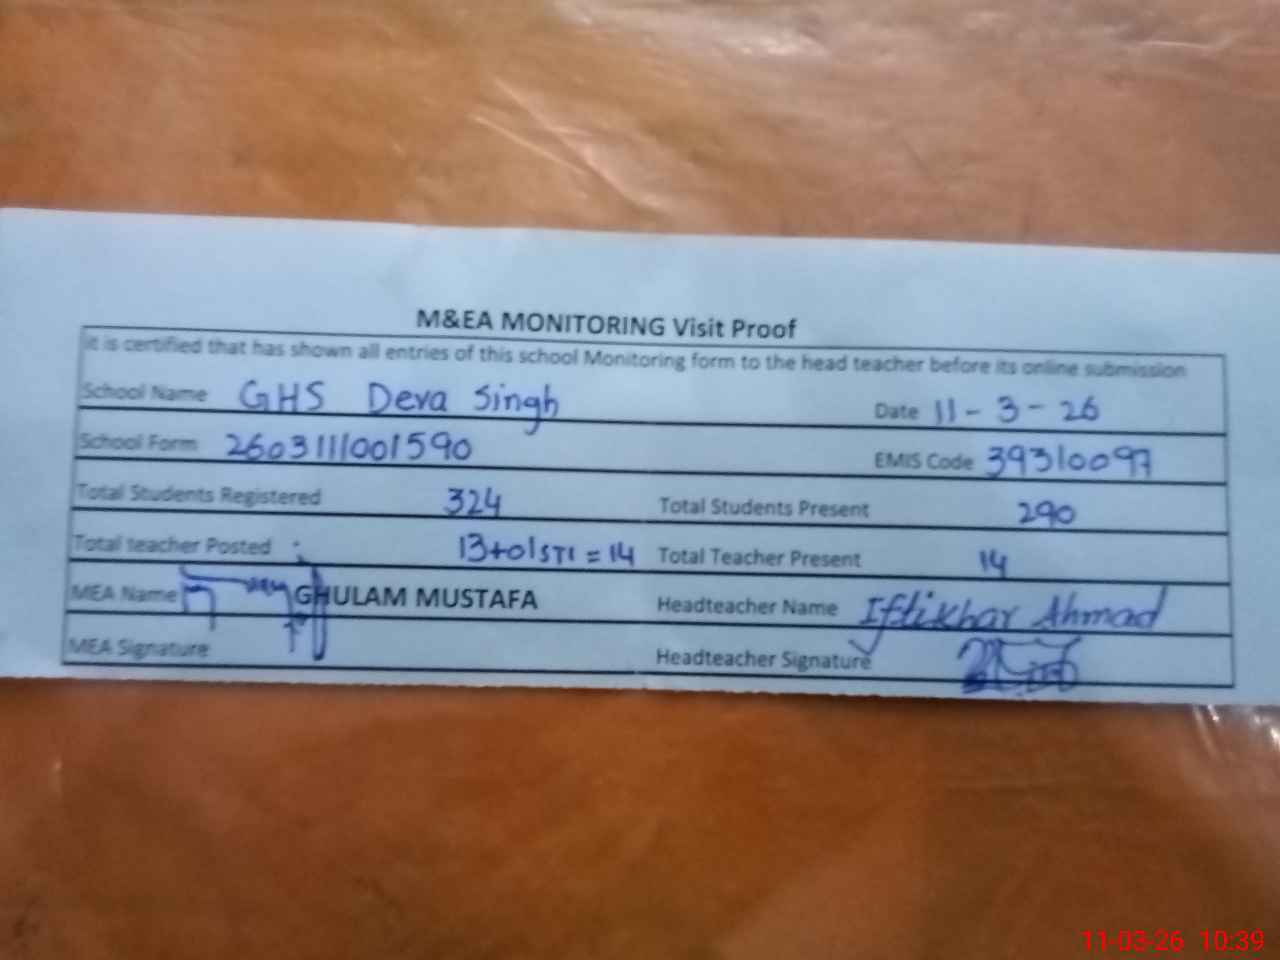 M&EA MONITORING Visit Proof
it is certified that has shown all entries of this school Monitoring form to the head teacher before its online submission
School Name GHS Deva Singh Date 11-3-26
School Form 2603111001590 EMIS Code 39310097
Total Students Registered 324 Total Students Present 290
Total teacher Posted : 13+01STI=14 Total Teacher Present 14
MEA Name GHULAM MUSTAFA Headteacher Name Iftikhar Ahmad
MEA Signature Headteacher Signature
11-03-26 10:39